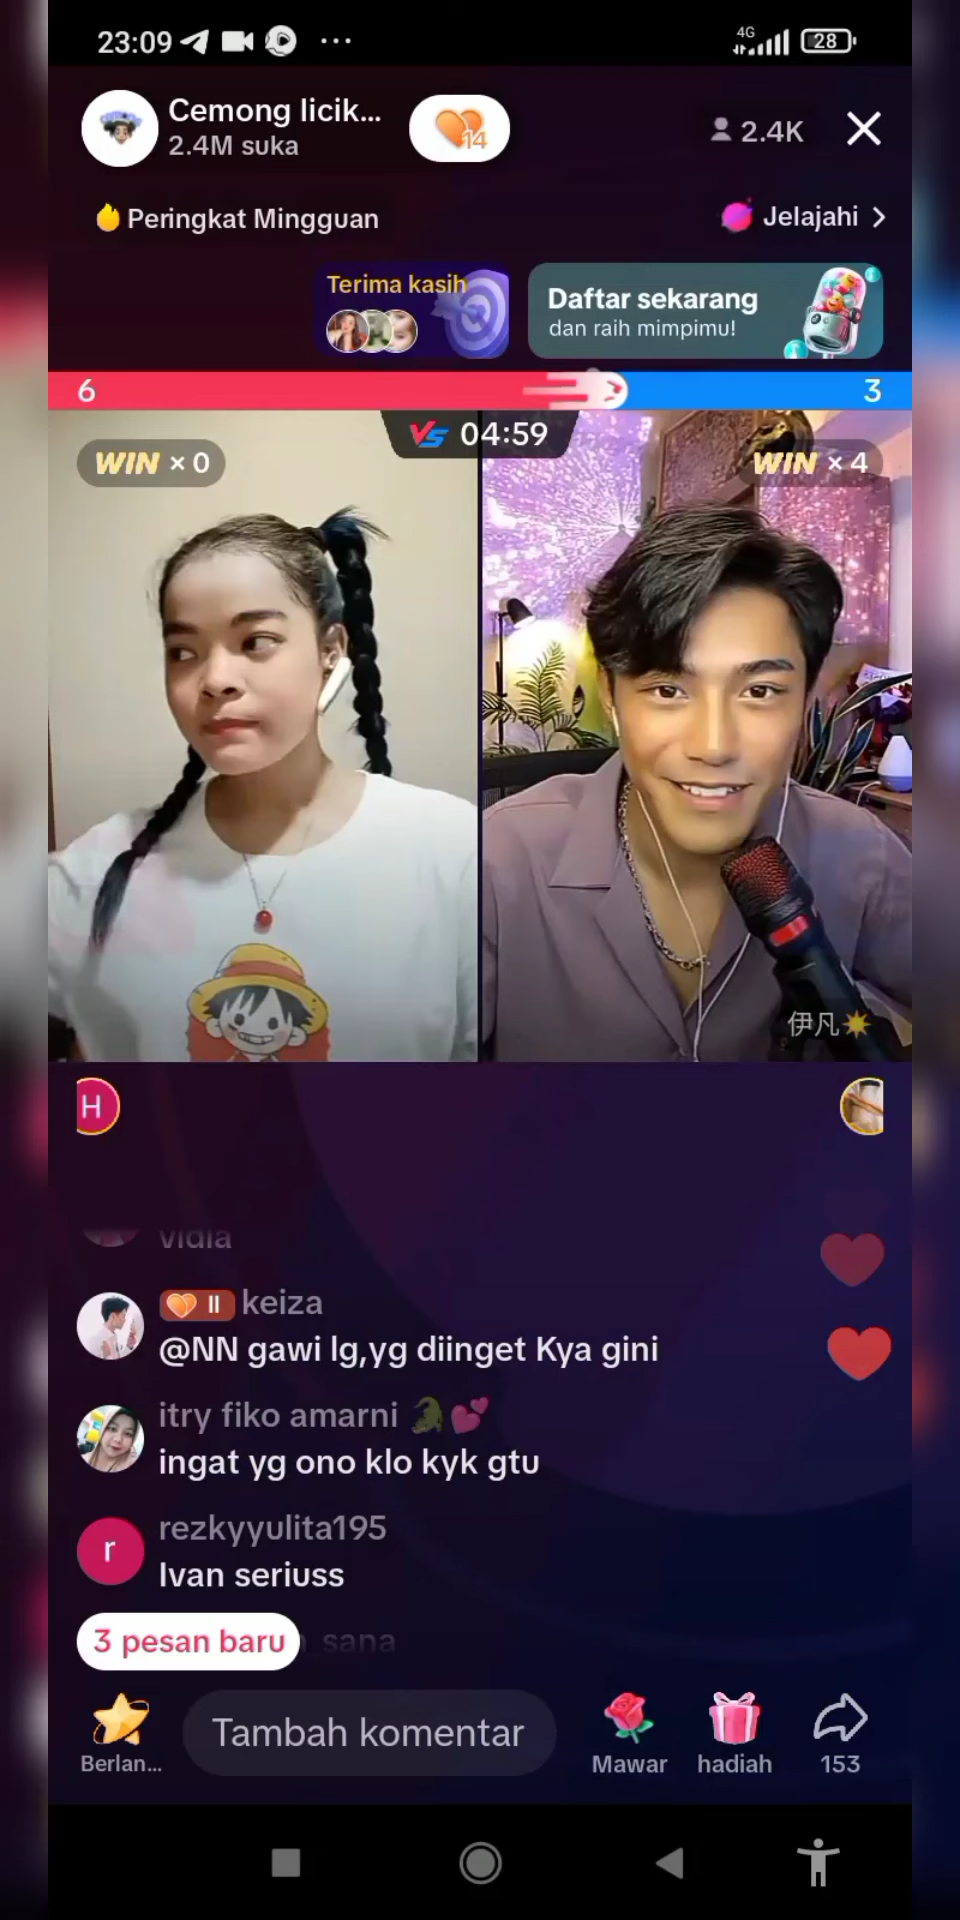 23:09
4G
28
Cemong licik...
2.4M suka
14
2.4K
Peringkat Mingguan
Jelajahi
Terima kasih
Daftar sekarang
dan raih mimpimu!
6
3
VS 04:59
WIN × 0
WIN × 4
伊凡
H
vidia
II keiza
@NN gawi lg,yg diinget Kya gini
itry fiko amarni
ingat yg ono klo kyk gtu
r
rezkyyulita195
Ivan seriuss
3 pesan baru
sana
Tambah komentar
Berlan...
Mawar
hadiah
153